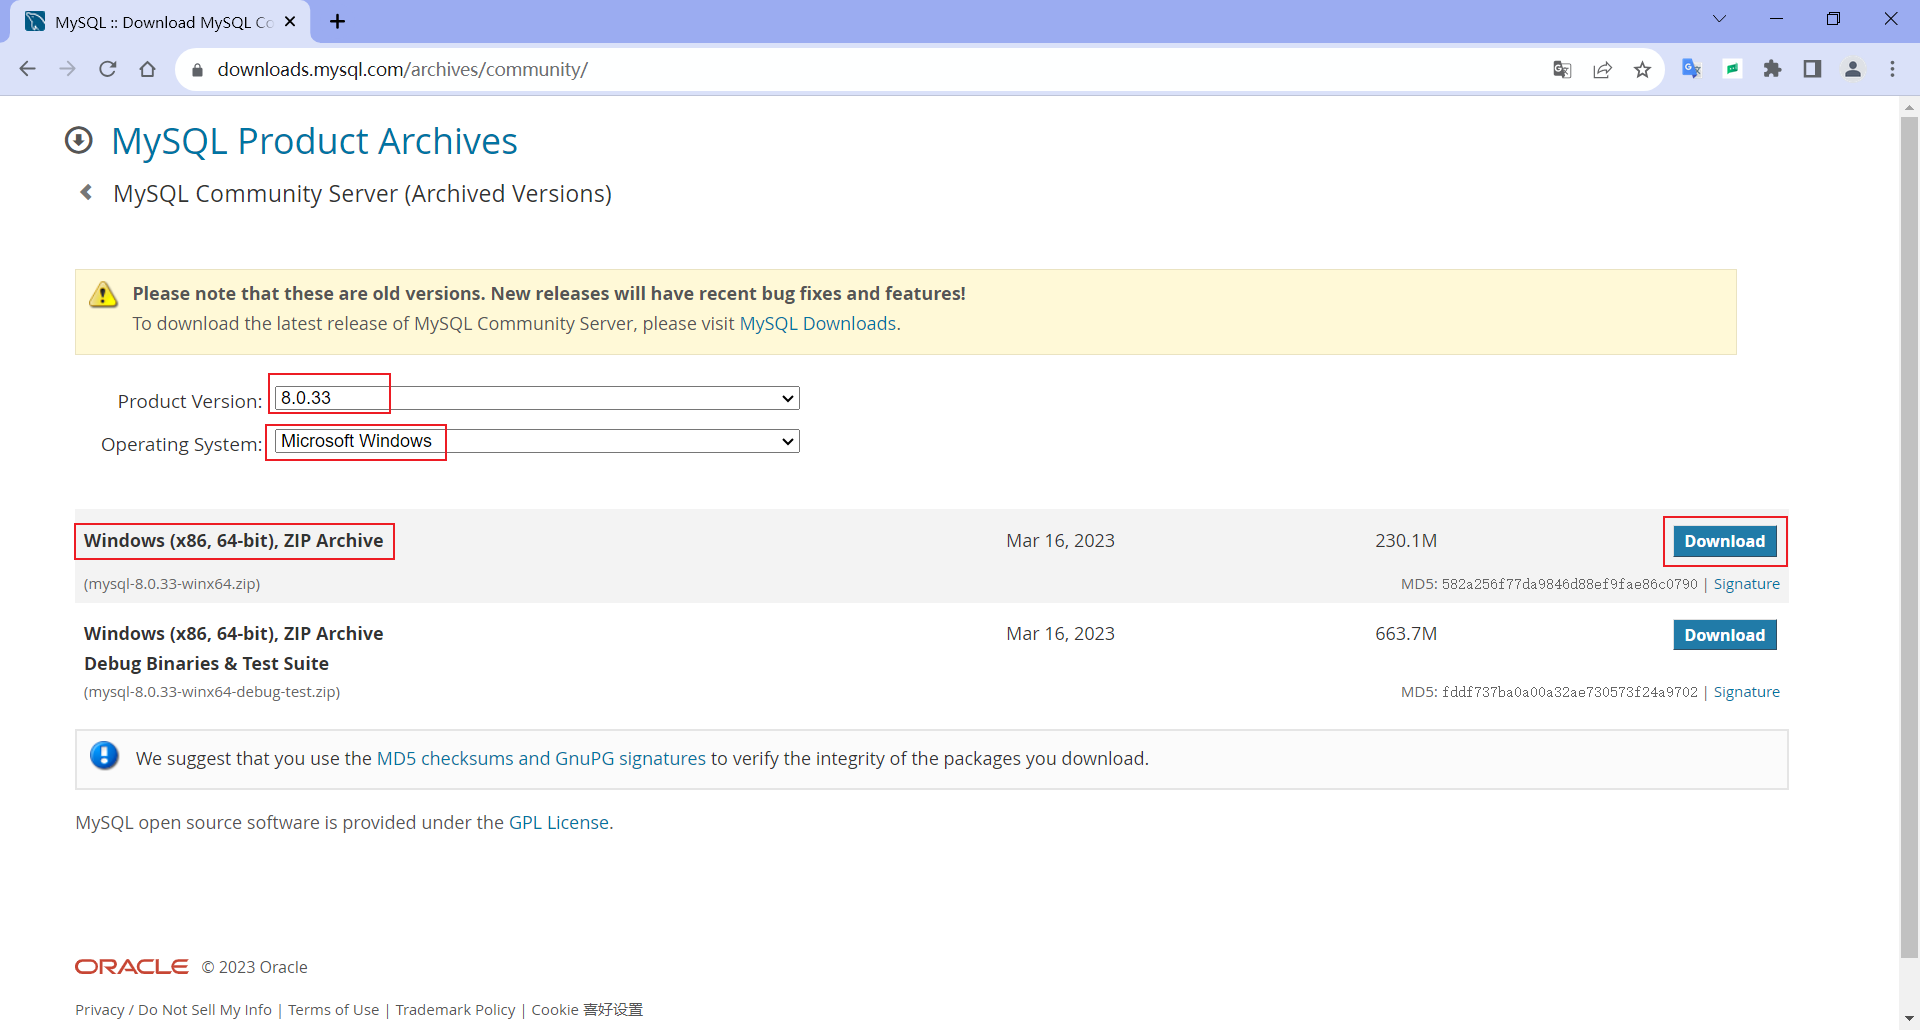 MySQL :: Download MySQL Co
downloads.mysql.com/archives/community/
MySQL Product Archives
MySQL Community Server (Archived Versions)
Please note that these are old versions. New releases will have recent bug fixes and features!
To download the latest release of MySQL Community Server, please visit MySQL Downloads.
Product Version: 8.0.33
Operating System: Microsoft Windows
Windows (x86, 64-bit), ZIP Archive Mar 16, 2023 230.1M Download
(mysql-8.0.33-winx64.zip) MD5: 582a256f77da9846d88ef9fae86c0790 | Signature
Windows (x86, 64-bit), ZIP Archive Mar 16, 2023 663.7M Download
Debug Binaries & Test Suite
(mysql-8.0.33-winx64-debug-test.zip) MD5: fddf737ba0a00a32ae730573f24a9702 | Signature
We suggest that you use the MD5 checksums and GnuPG signatures to verify the integrity of the packages you download.
MySQL open source software is provided under the GPL License.
ORACLE © 2023 Oracle
Privacy / Do Not Sell My Info | Terms of Use | Trademark Policy | Cookie 喜好设置